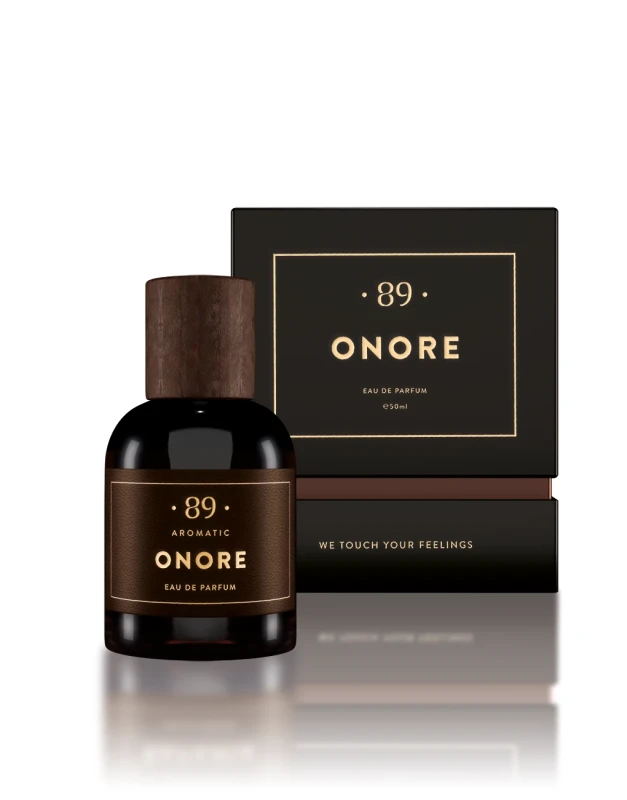 · 89 ·
ONORE
EAU DE PARFUM
℮50ml
WE TOUCH YOUR FEELINGS
· 89 ·
AROMATIC
ONORE
EAU DE PARFUM